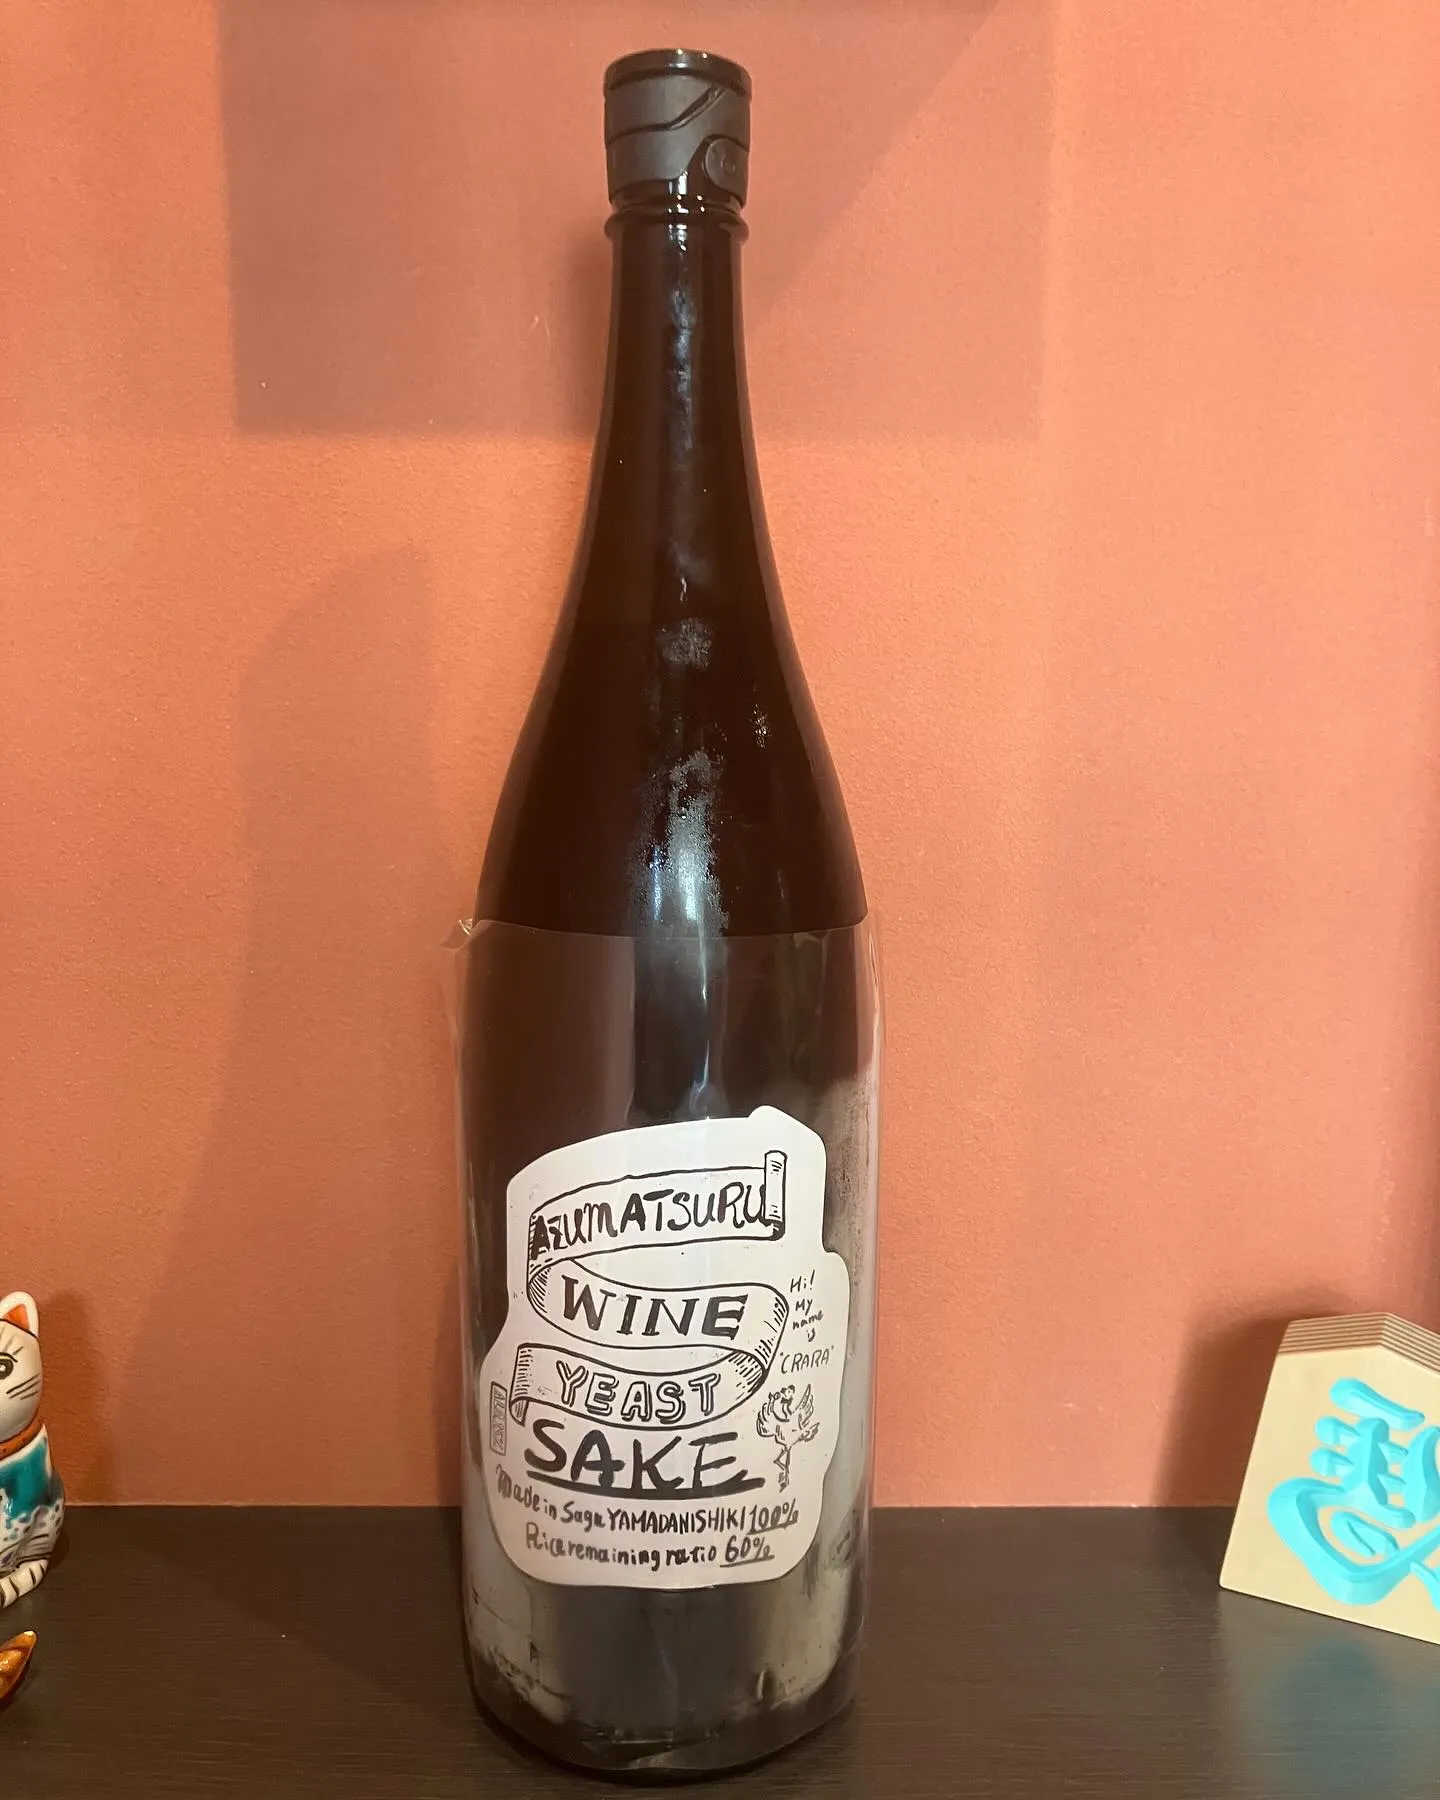 AZUMATSURU
WINE
YEAST
SAKE
Hi!
My
name
is
"CRARA"
Made in Saga YAMADANISHIKI 100%
Rice remaining ratio 60%